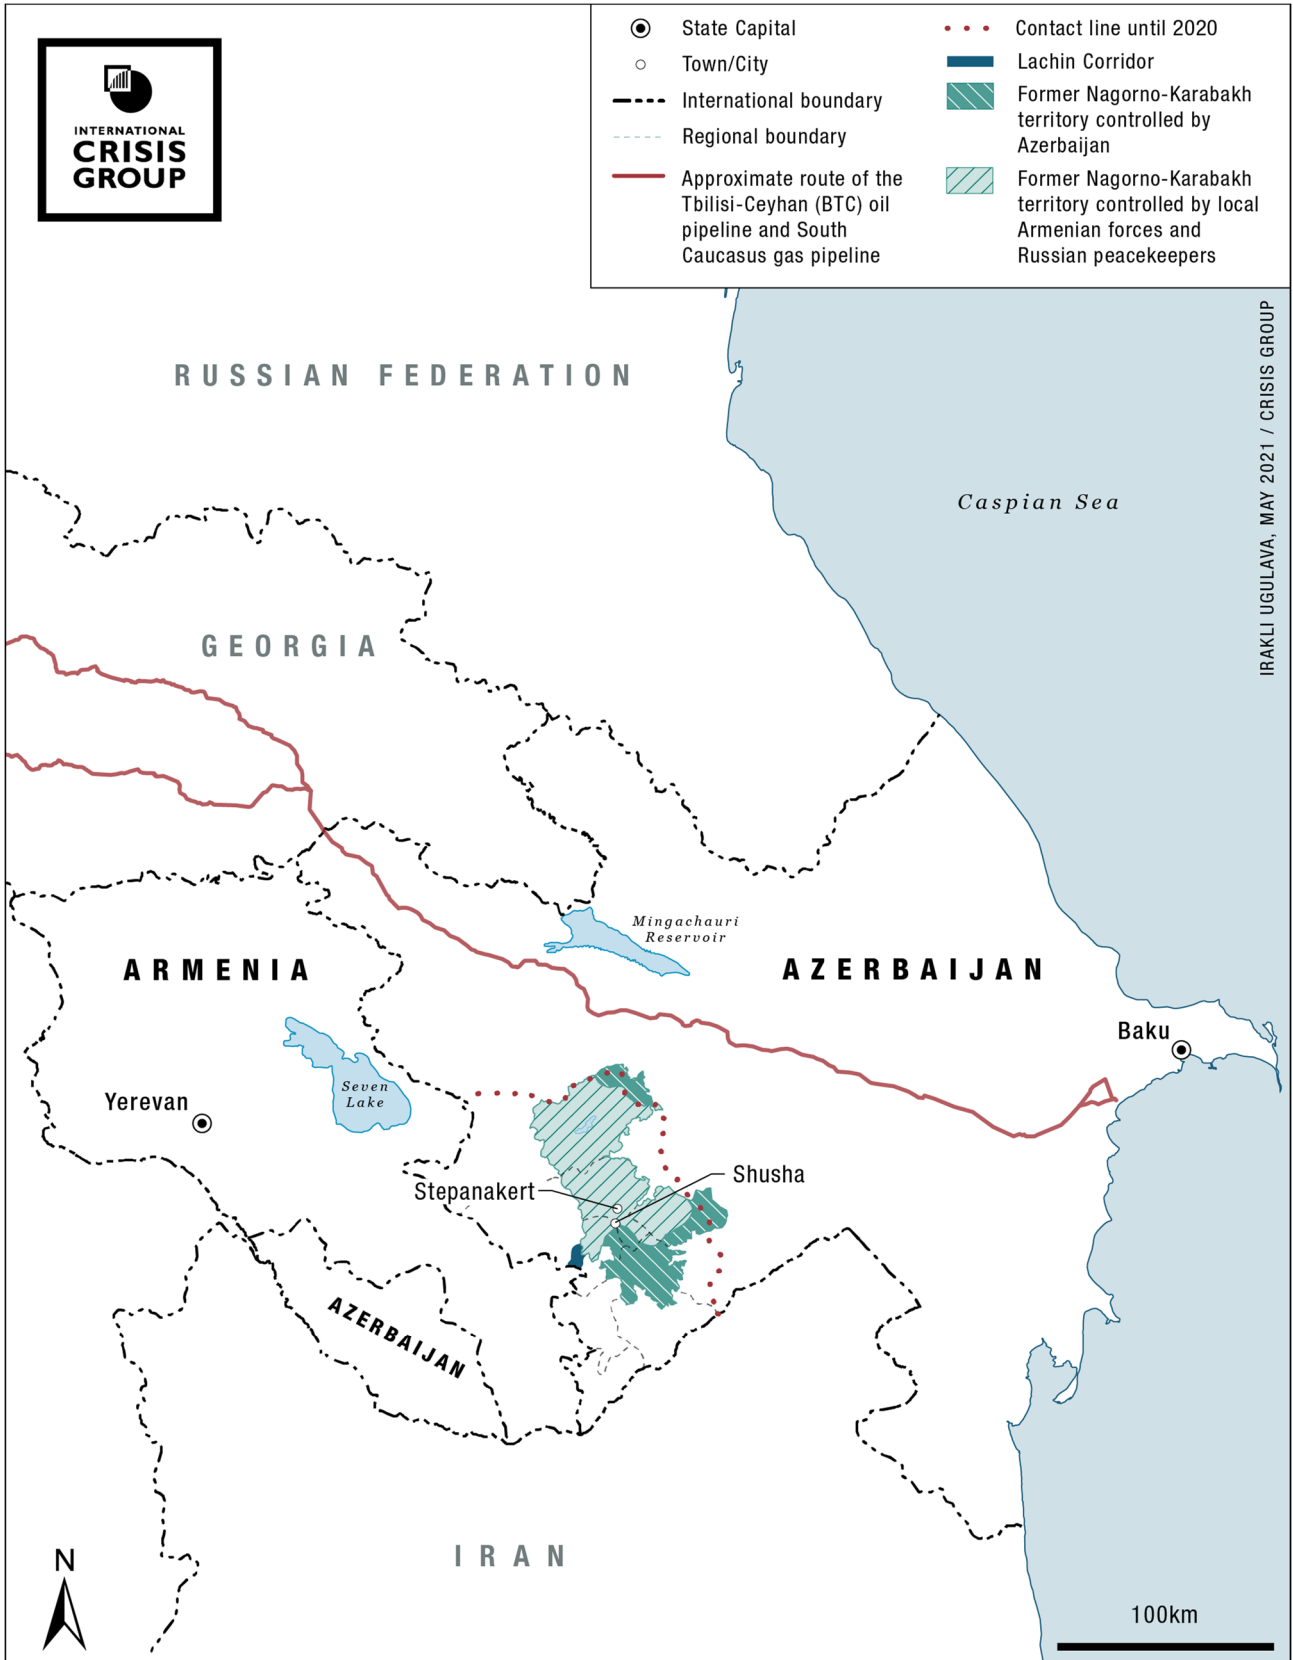 INTERNATIONAL
CRISIS
GROUP
State Capital
Town/City
International boundary
Regional boundary
Approximate route of the
Tbilisi-Ceyhan (BTC) oil
pipeline and South
Caucasus gas pipeline
Contact line until 2020
Lachin Corridor
Former Nagorno-Karabakh
territory controlled by
Azerbaijan
Former Nagorno-Karabakh
territory controlled by local
Armenian forces and
Russian peacekeepers
IRAKLI UGULAVA, MAY 2021 / CRISIS GROUP
RUSSIAN FEDERATION
Caspian Sea
GEORGIA
Mingachauri
Reservoir
ARMENIA
AZERBAIJAN
Baku
Seven
Lake
Yerevan
Shusha
Stepanakert
AZERBAIJAN
IRAN
N
100km